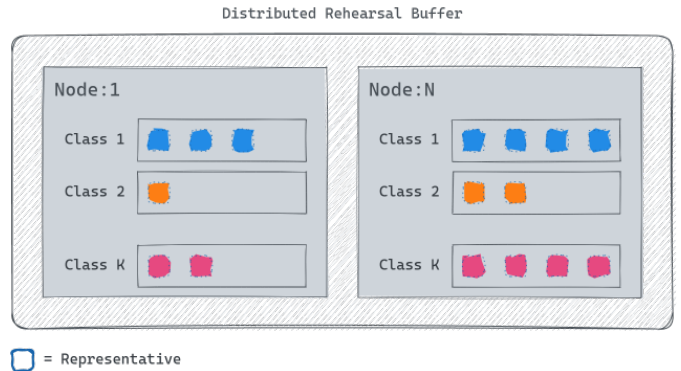 Distributed Rehearsal Buffer
Node:1
Class 1
Class 2
Class K
Node:N
Class 1
Class 2
Class K
= Representative